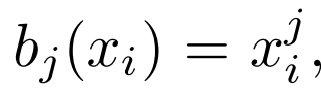 $b_j(x_i) = x_i^j,$